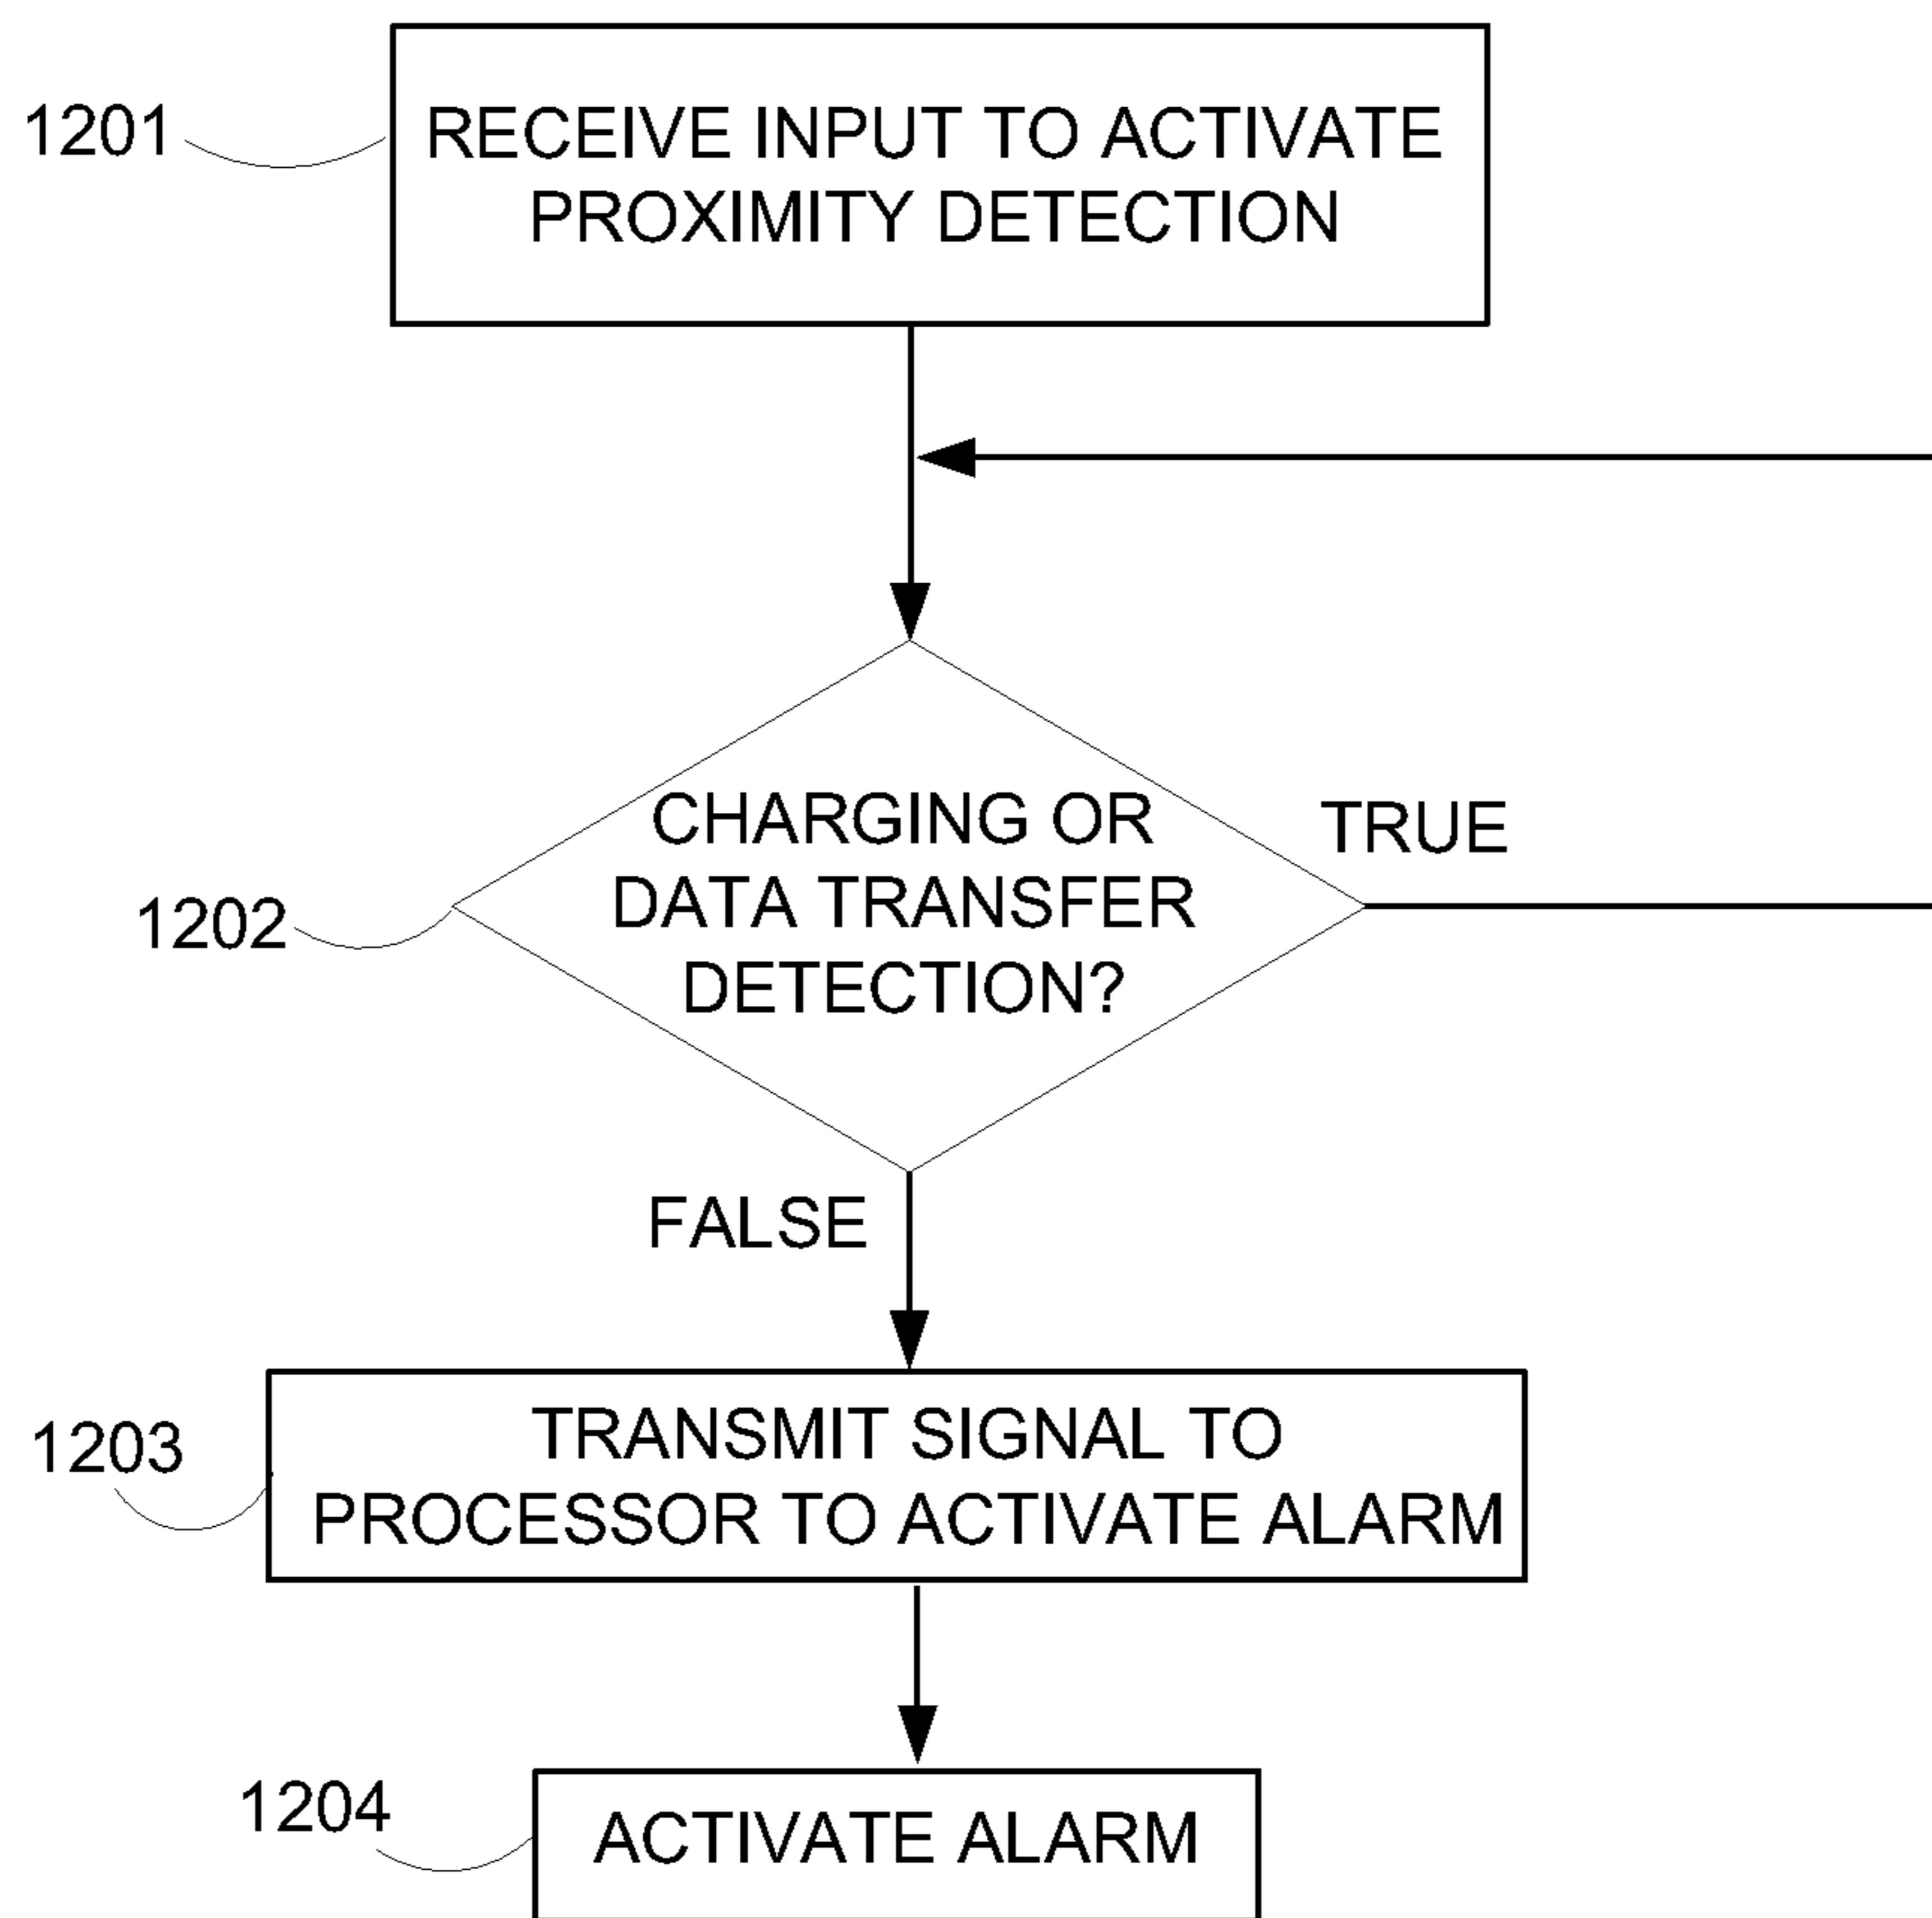 1201
RECEIVE INPUT TO ACTIVATE
PROXIMITY DETECTION
CHARGING OR
DATA TRANSFER
DETECTION?
TRUE
1202
FALSE
1203
TRANSMIT SIGNAL TO
PROCESSOR TO ACTIVATE ALARM
1204
ACTIVATE ALARM